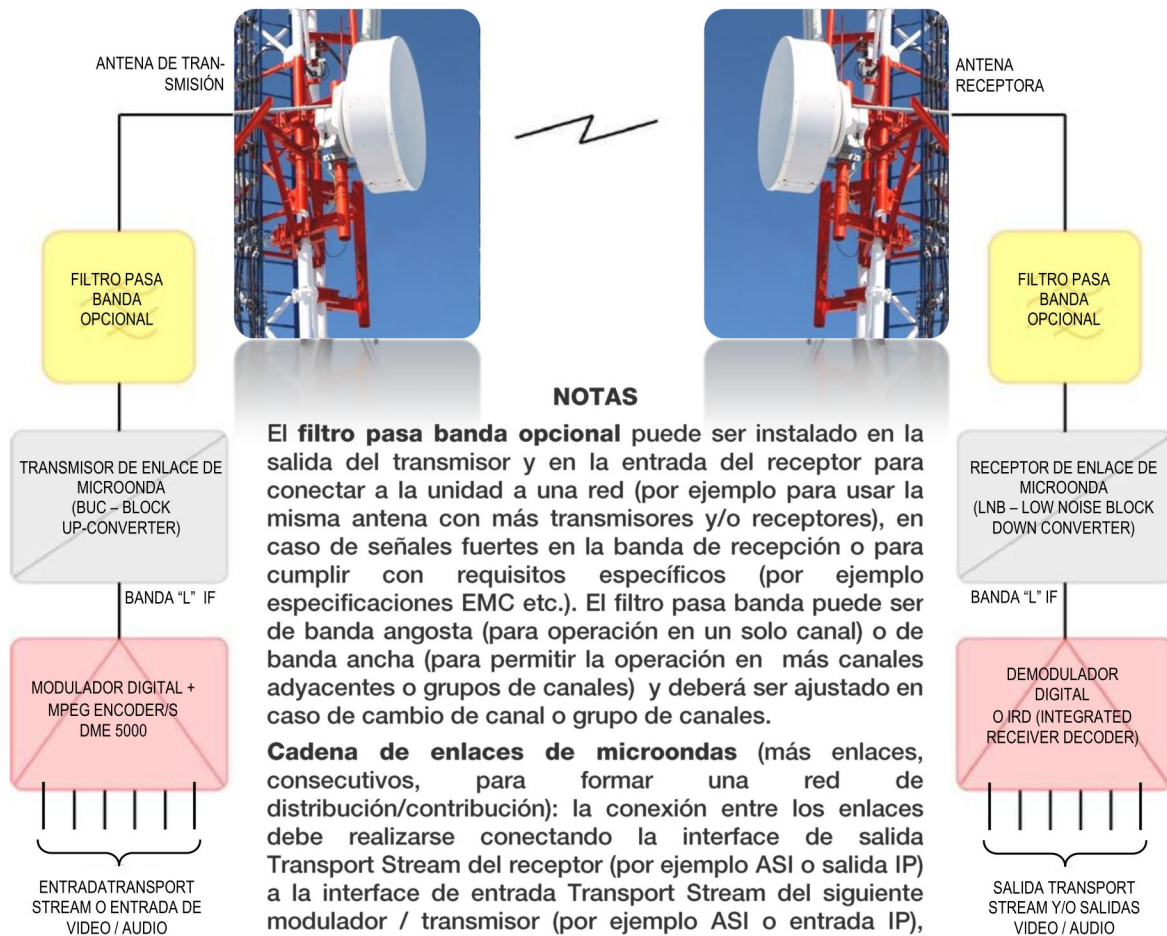 ANTENA DE TRAN-
SMISIÓN
FILTRO PASA
BANDA
OPCIONAL
TRANSMISOR DE ENLACE DE
MICROONDA
(BUC – BLOCK
UP-CONVERTER)
BANDA “L” IF
MODULADOR DIGITAL +
MPEG ENCODER/S
DME 5000
ENTRADATRANSPORT
STREAM O ENTRADA DE
VIDEO / AUDIO
NOTAS
El filtro pasa banda opcional puede ser instalado en la
salida del transmisor y en la entrada del receptor para
conectar a la unidad a una red (por ejemplo para usar la
misma antena con más transmisores y/o receptores), en
caso de señales fuertes en la banda de recepción o para
cumplir con requisitos específicos (por ejemplo
especificaciones EMC etc.). El filtro pasa banda puede ser
de banda angosta (para operación en un solo canal) o de
banda ancha (para permitir la operación en más canales
adyacentes o grupos de canales) y deberá ser ajustado en
caso de cambio de canal o grupo de canales.
Cadena de enlaces de microondas (más enlaces,
consecutivos, para formar una red de
distribución/contribución): la conexión entre los enlaces
debe realizarse conectando la interface de salida
Transport Stream del receptor (por ejemplo ASI o salida IP)
a la interface de entrada Transport Stream del siguiente
modulador / transmisor (por ejemplo ASI o entrada IP),
ANTENA
RECEPTORA
FILTRO PASA
BANDA
OPCIONAL
RECEPTOR DE ENLACE DE
MICROONDA
(LNB – LOW NOISE BLOCK
DOWN CONVERTER)
BANDA “L” IF
DEMODULADOR
DIGITAL
O IRD (INTEGRATED
RECEIVER DECODER)
SALIDA TRANSPORT
STREAM Y/O SALIDAS
VIDEO / AUDIO